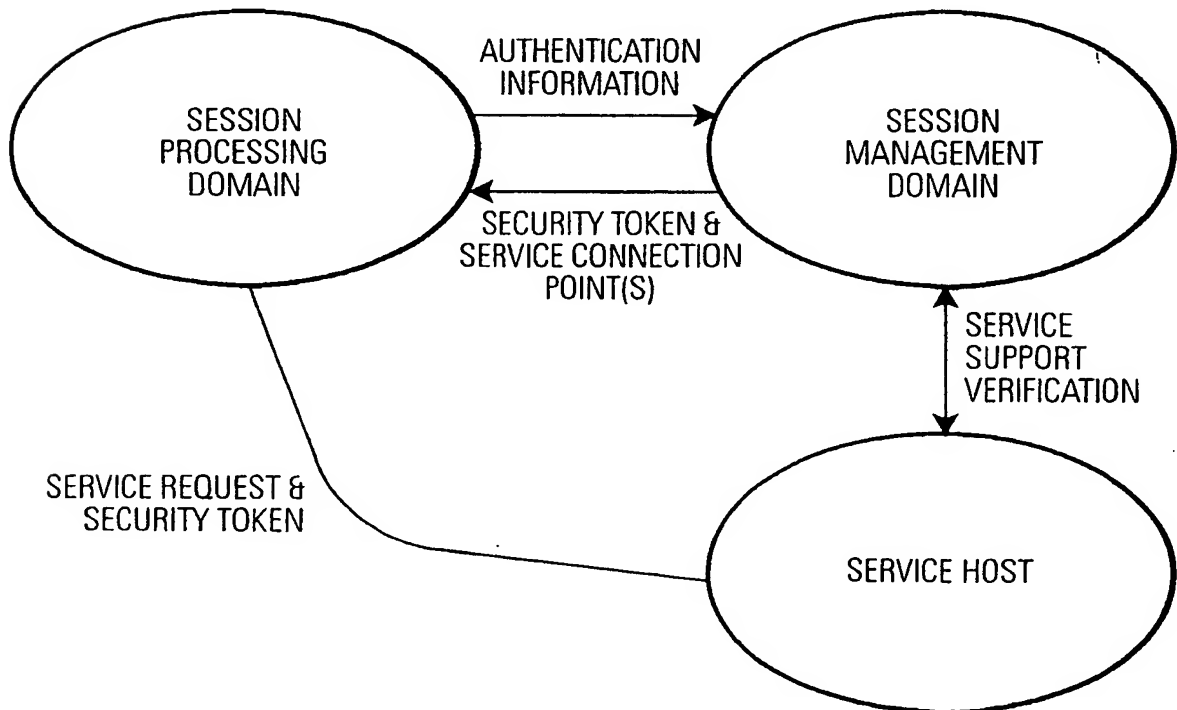 AUTHENTICATION
INFORMATION
SESSION
PROCESSING
DOMAIN
SESSION
MANAGEMENT
DOMAIN
SECURITY TOKEN &
SERVICE CONNECTION
POINT(S)
SERVICE
SUPPORT
VERIFICATION
SERVICE REQUEST &
SECURITY TOKEN
SERVICE HOST